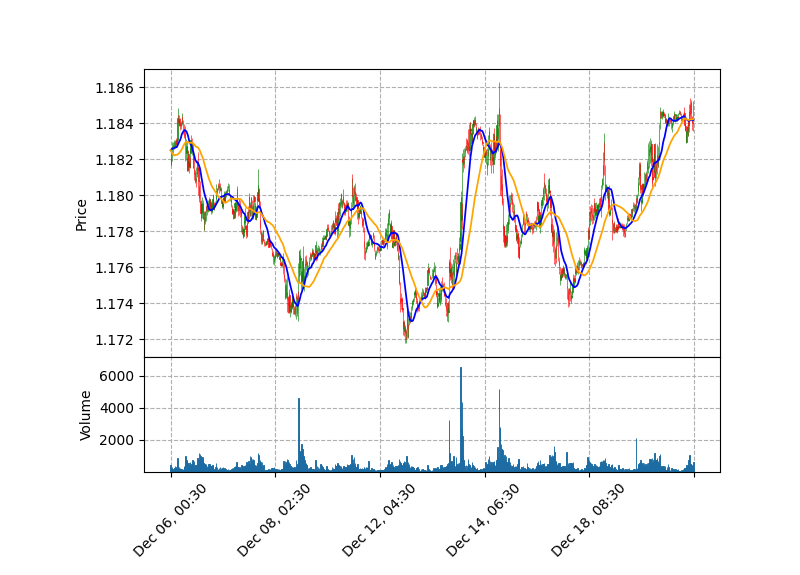 1.186
1.184
1.182
1.180
1.178
1.176
1.174
1.172
Price
6000
4000
2000
Volume
Dec 06, 00:30
Dec 08, 02:30
Dec 12, 04:30
Dec 14, 06:30
Dec 18, 08:30